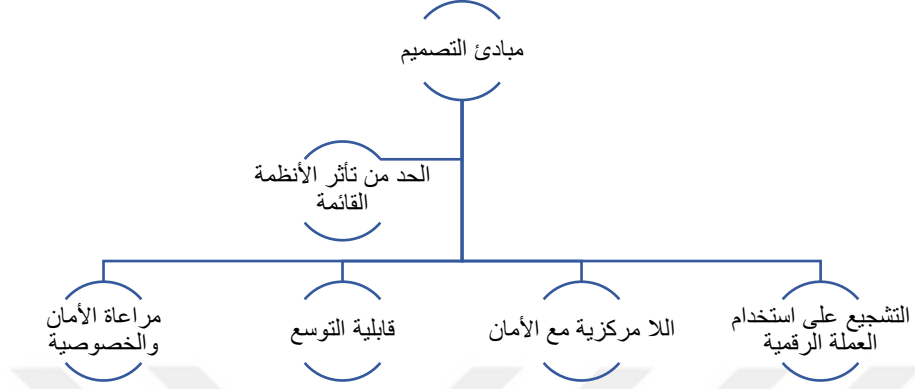 مبادئ التصميم
الحد من تأثر الأنظمة
القائمة
التشجيع على استخدام
العملة الرقمية
اللا مركزية مع الأمان
قابلية التوسع
مراعاة الأمان
والخصوصية